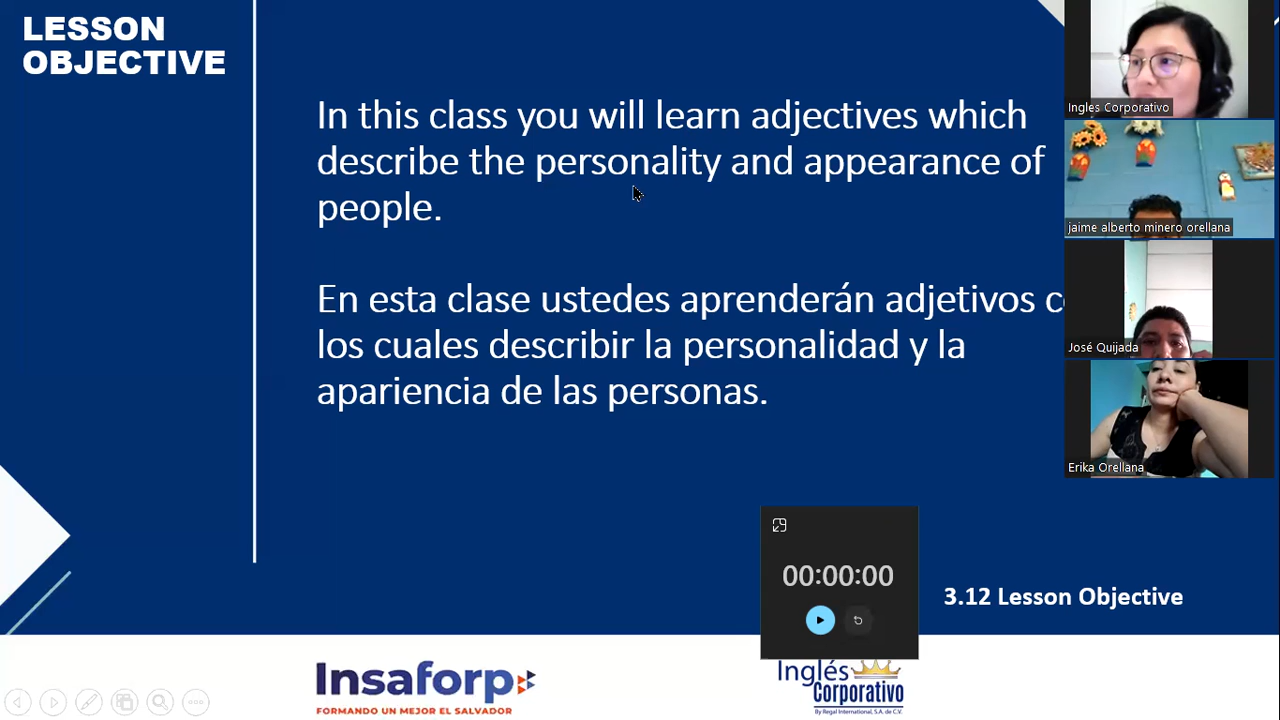 LESSON
OBJECTIVE
In this class you will learn adjectives which
describe the personality and appearance of
people.
En esta clase ustedes aprenderán adjetivos
los cuales describir la personalidad y la
apariencia de las personas.
Ingles Corporativo
jaime alberto minero orellana
José Quijada
Erika Orellana
00:00:00
3.12 Lesson Objective
Insaforp
FORMANDO UN MEJOR EL SALVADOR
Inglés
Corporativo
By Regal International, S.A. de C.V.